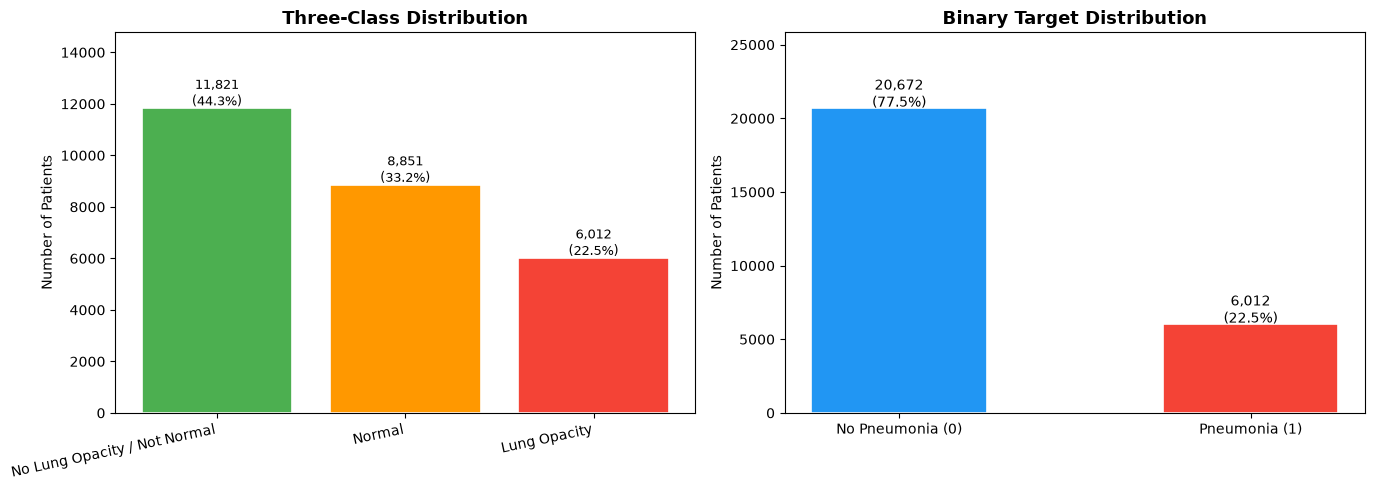 Three-Class Distribution
Number of Patients
14000
12000
10000
8000
6000
4000
2000
0
11,821
(44.3%)
8,851
(33.2%)
6,012
(22.5%)
No Lung Opacity / Not Normal
Normal
Lung Opacity
Binary Target Distribution
Number of Patients
25000
20000
15000
10000
5000
0
20,672
(77.5%)
6,012
(22.5%)
No Pneumonia (0)
Pneumonia (1)